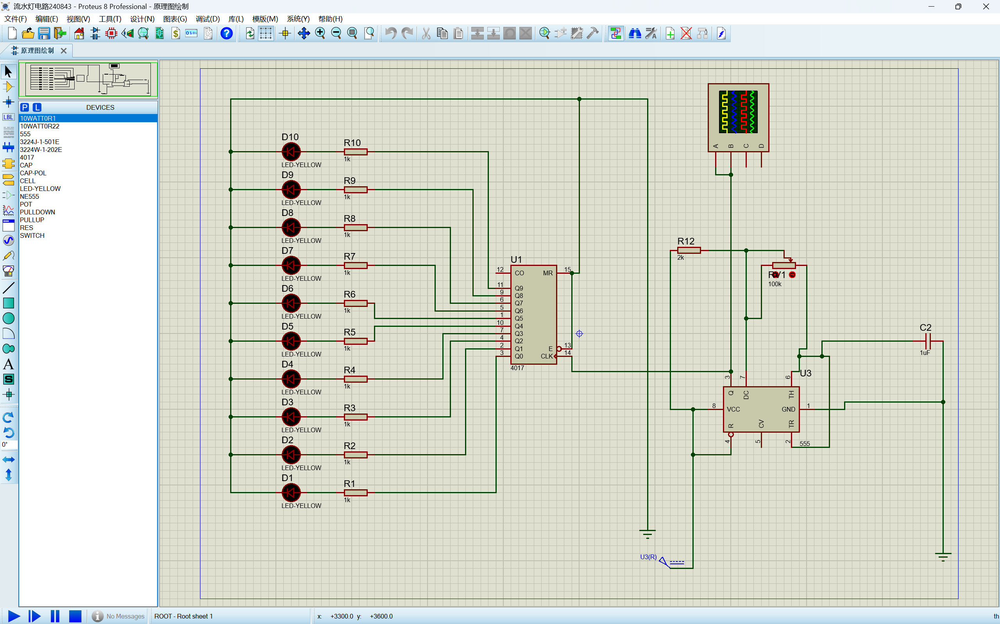 流水灯电路240843 - Proteus 8 Professional - 原理图绘制
文件(F) 编辑(E) 视图(V) 工具(T) 设计(N) 图表(G) 调试(D) 库(L) 模版(M) 系统(Y) 帮助(H)
原理图绘制
P L DEVICES
10WATT0R1
10WATT0R22
555
3224J-1-501E
3224W-1-202E
4017
CAP
CAP-POL
CELL
LED-YELLOW
NE555
POT
PULLDOWN
PULLUP
RES
SWITCH
LBL
A
S
0°
D10
R10
1k
LED-YELLOW
D9
R9
1k
LED-YELLOW
D8
R8
1k
LED-YELLOW
D7
R7
1k
LED-YELLOW
D6
R6
1k
LED-YELLOW
D5
R5
1k
LED-YELLOW
D4
R4
1k
LED-YELLOW
D3
R3
1k
LED-YELLOW
D2
R2
1k
LED-YELLOW
D1
R1
1k
LED-YELLOW
U1
12 CO MR 15
11 Q9
9 Q8
6 Q7
5 Q6
1 Q5
10 Q4
7 Q3
4 Q2
2 Q1 E 13
3 Q0 CLK 14
4017
A B C D
R12
2k
RV1
100k
C2
1uF
U3
3 7 6
Q DC TH
8 VCC GND 1
R CV TR
4 5 2
555
U3(R)
No Messages
ROOT - Root sheet 1
x: +3300.0 y: +3600.0
th